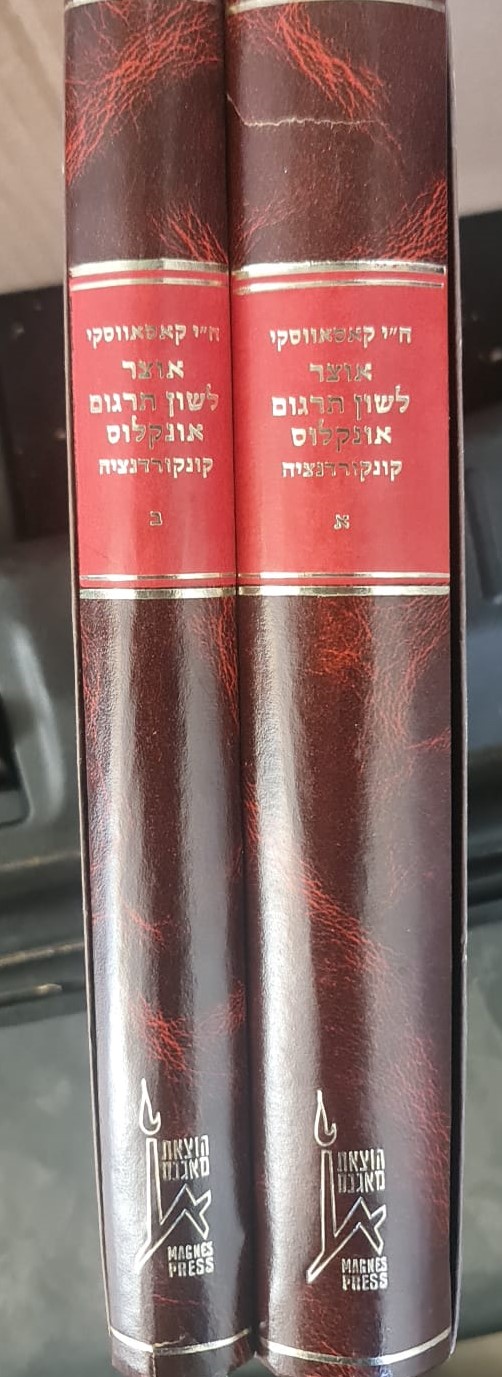 ח״י קאסאווסקי
אוצר
לשון תרגום
אונקלוס
קונקורדנציה
א
הוצאת
מאגנס
MAGNES
PRESS
ח״י קאסאווסקי
אוצר
לשון תרגום
אונקלוס
קונקורדנציה
ב
הוצאת
מאגנס
MAGNES
PRESS